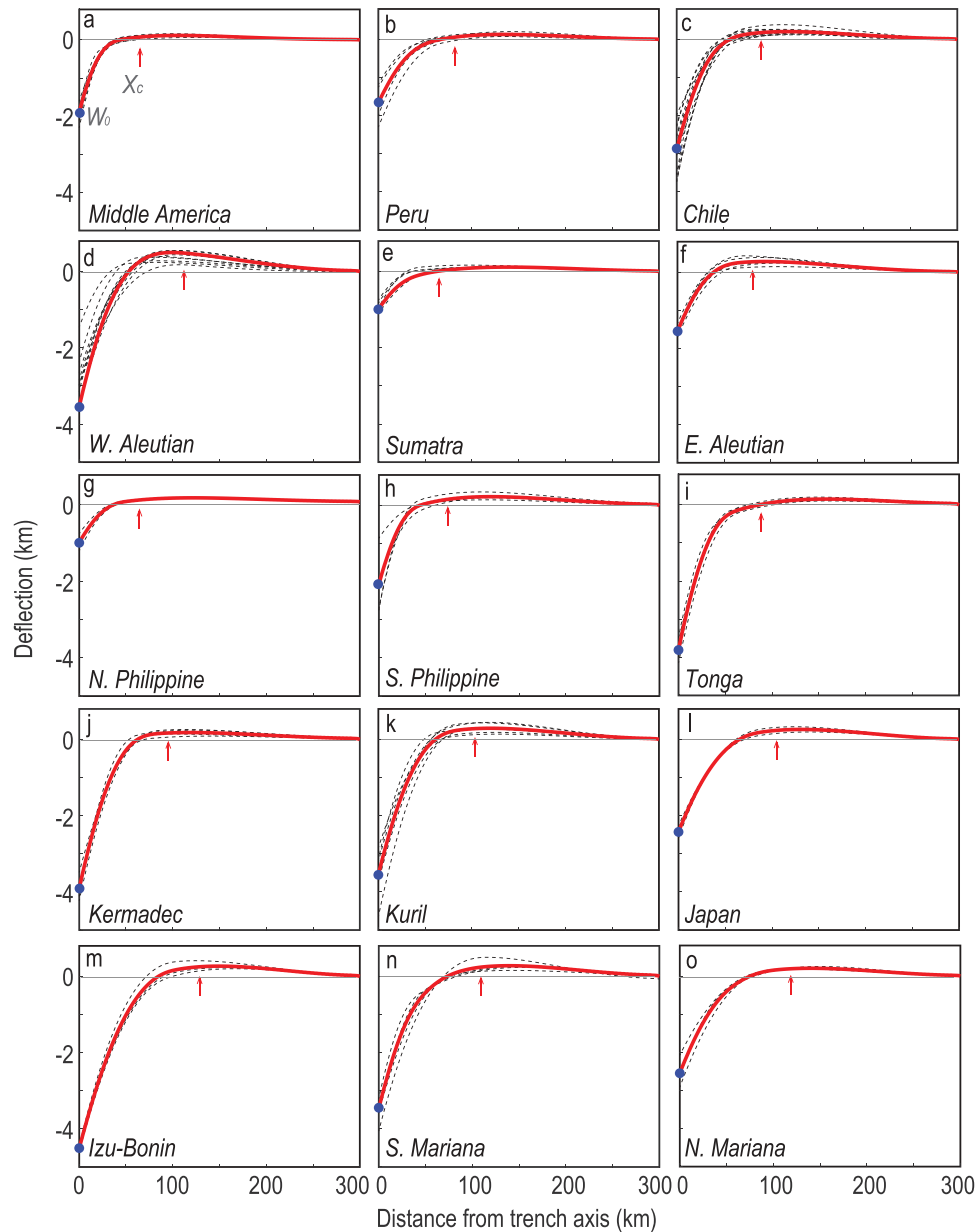 a b c
0
Xc
-2 W0
-4
Middle America Peru Chile
d e f
0
-2
-4
W. Aleutian Sumatra E. Aleutian
g h i
0
-2
-4
N. Philippine S. Philippine Tonga
j k l
0
-2
-4
Kermadec Kuril Japan
m n o
0
-2
-4
Izu-Bonin S. Mariana N. Mariana
0 100 200 300 0 100 200 300 0 100 200 300
Deflection (km)
Distance from trench axis (km)